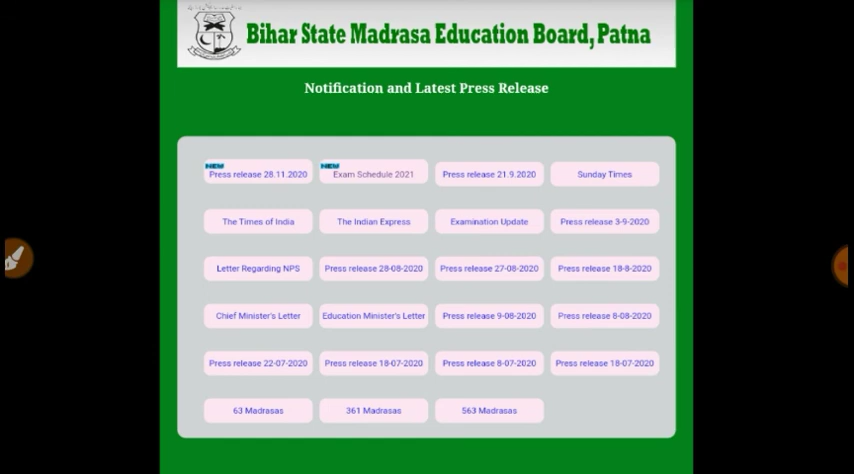 Bihar State Madrasa Education Board, Patna
Notification and Latest Press Release
NEW
Press release 28.11.2020
NEW
Exam Schedule 2021
Press release 21.9.2020
Sunday Times
The Times of India
The Indian Express
Examination Update
Press release 3-9-2020
Letter Regarding NPS
Press release 28-08-2020
Press release 27-08-2020
Press release 18-8-2020
Chief Minister's Letter
Education Minister's Letter
Press release 9-08-2020
Press release 8-08-2020
Press release 22-07-2020
Press release 18-07-2020
Press release 8-07-2020
Press release 18-07-2020
63 Madrasas
361 Madrasas
563 Madrasas